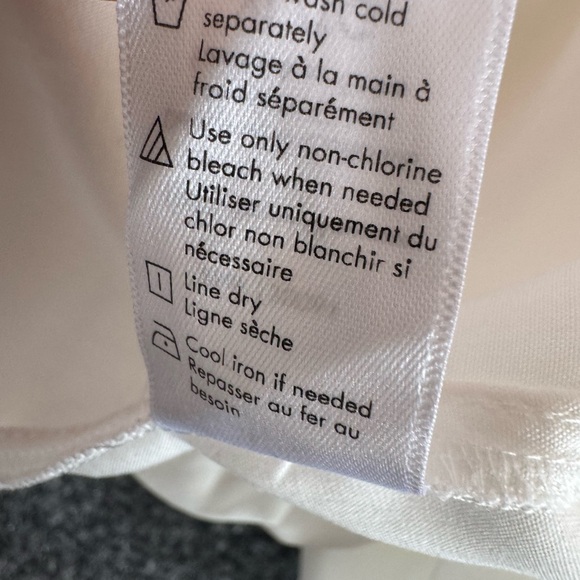 cold
separately
Lavage à la main à
froid séparément
Use only non-chlorine
bleach when needed
Utiliser uniquement du
chlor non blanchir si
nécessaire
Line dry
Ligne sèche
Cool iron if needed
Repasser au fer au
besoin